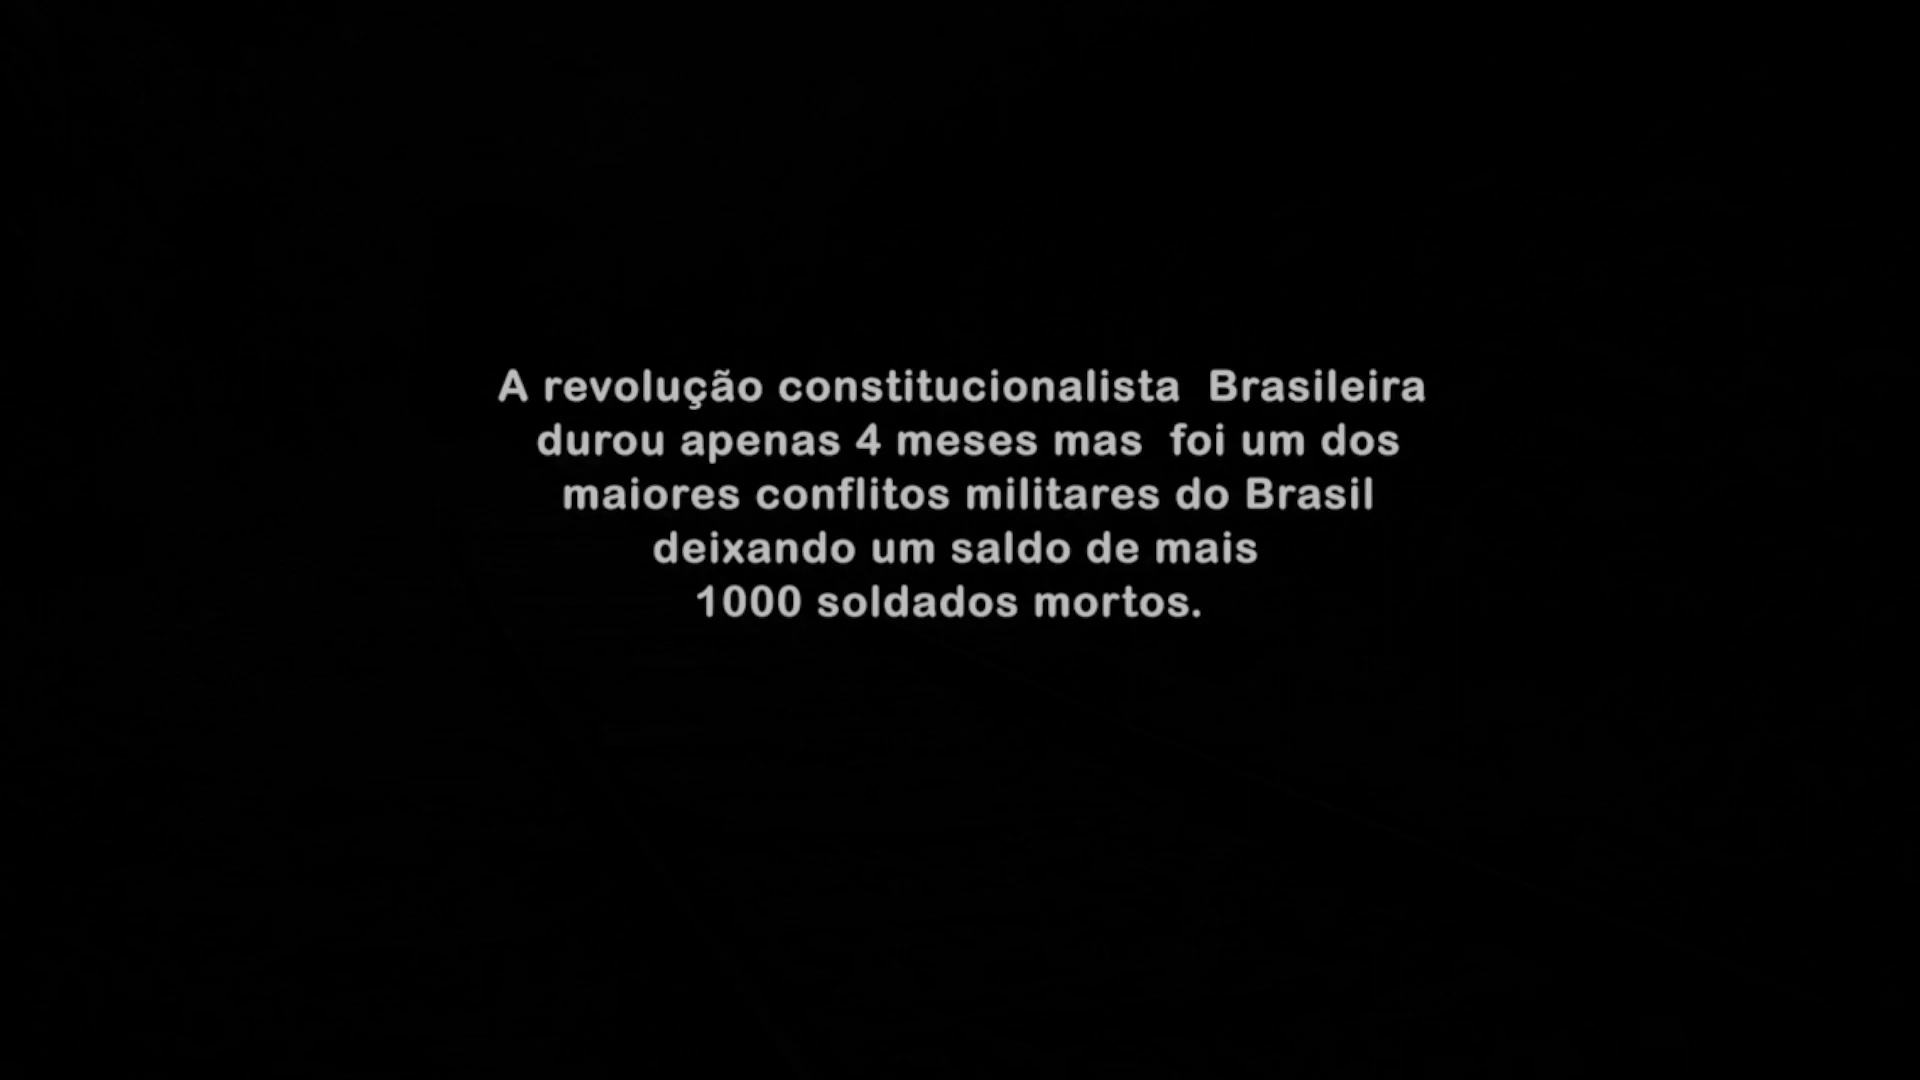 A revolução constitucionalista  Brasileira
durou apenas 4 meses mas  foi um dos
maiores conflitos militares do Brasil
deixando um saldo de mais
1000 soldados mortos.